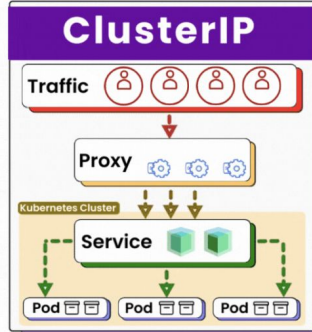 ClusterIP
Traffic
Proxy
Kubernetes Cluster
Service
Pod
Pod
Pod